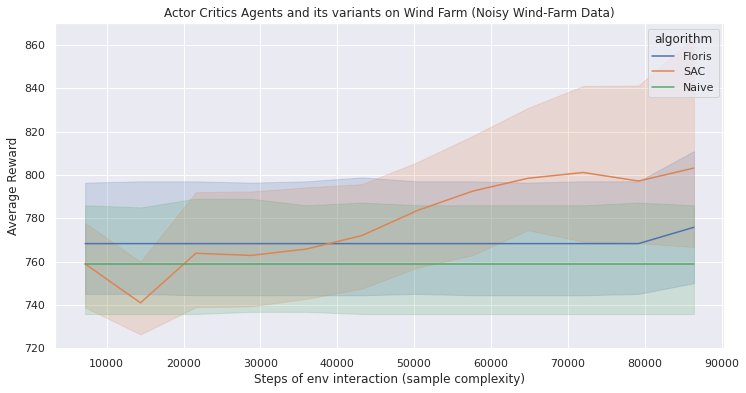 Actor Critics Agents and its variants on Wind Farm (Noisy Wind-Farm Data)
algorithm
Floris
SAC
Naive
Average Reward
860
840
820
800
780
760
740
720
10000 20000 30000 40000 50000 60000 70000 80000 90000
Steps of env interaction (sample complexity)